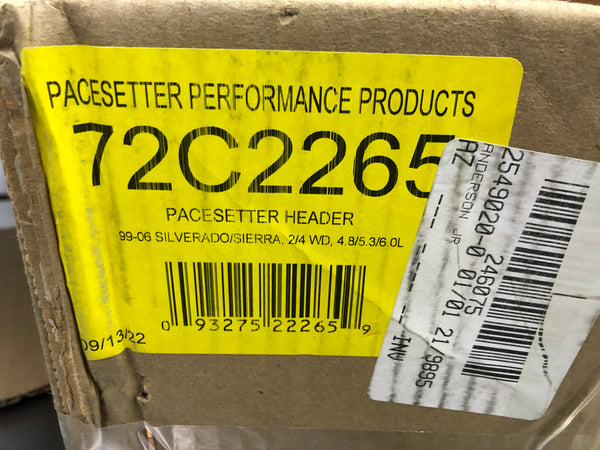 PACESETTER PERFORMANCE PRODUCTS
72C2265
PACESETTER HEADER
99-06 SILVERADO/SIERRA, 2/4 WD, 4.8/5.3/6.0L
0 93275 22265 9
09/13/22
AZ
ANDERSON JR
2549020-0 01/01 21/9895
246075
INV